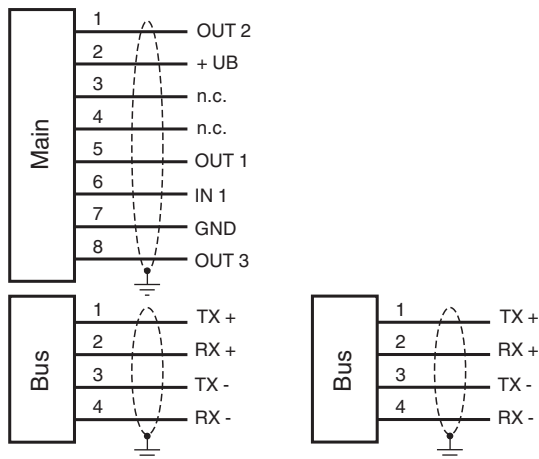 Main
1 OUT 2
2 + UB
3 n.c.
4 n.c.
5 OUT 1
6 IN 1
7 GND
8 OUT 3
Bus
1 TX +
2 RX +
3 TX -
4 RX -
Bus
1 TX +
2 RX +
3 TX -
4 RX -